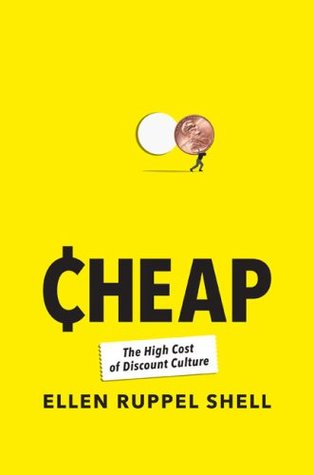 ¢HEAP
The High Cost
of Discount Culture
ELLEN RUPPEL SHELL